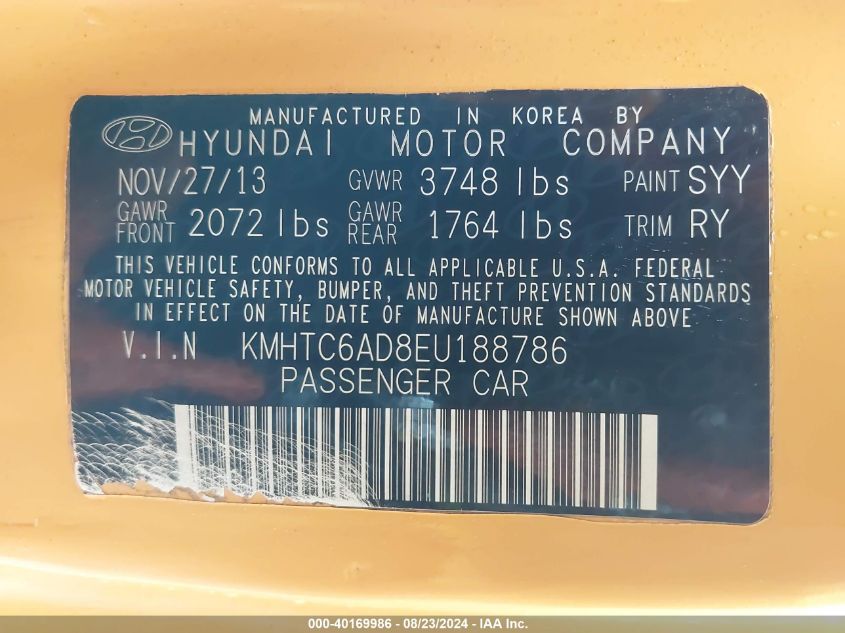 MANUFACTURED IN KOREA BY
HYUNDAI MOTOR COMPANY
NOV/27/13 GVWR 3748 lbs PAINT SYY
GAWR FRONT 2072 lbs GAWR REAR 1764 lbs TRIM RY
THIS VEHICLE CONFORMS TO ALL APPLICABLE U.S.A. FEDERAL
MOTOR VEHICLE SAFETY, BUMPER, AND THEFT PREVENTION STANDARDS
IN EFFECT ON THE DATE OF MANUFACTURE SHOWN ABOVE
V.I.N KMHTC6AD8EU188786
PASSENGER CAR
000-40169986 - 08/23/2024 - IAA Inc.